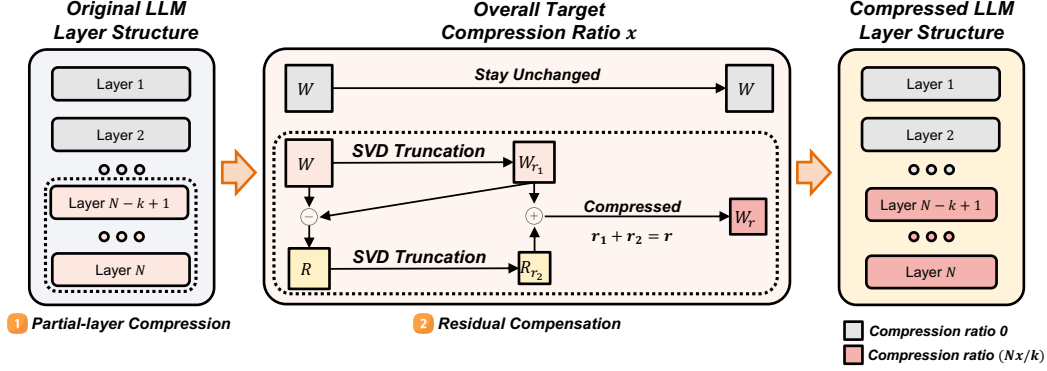 Original LLM
Layer Structure
Layer 1
Layer 2
Layer N − k + 1
Layer N
1 Partial-layer Compression
Overall Target
Compression Ratio x
W
Stay Unchanged
W
W
SVD Truncation
W_{r_1}
−
+
Compressed
r_1 + r_2 = r
W_r
R
SVD Truncation
R_{r_2}
2 Residual Compensation
Compressed LLM
Layer Structure
Layer 1
Layer 2
Layer N − k + 1
Layer N
Compression ratio 0
Compression ratio (Nx/k)